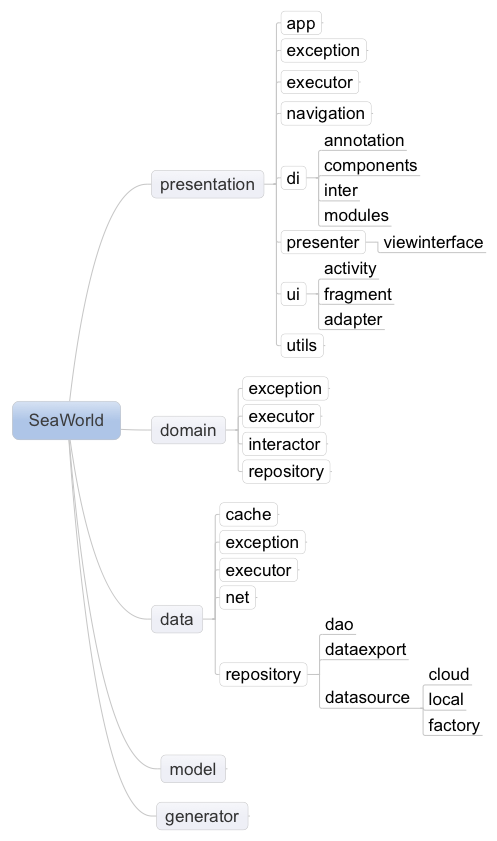 app
exception
executor
navigation
annotation
components
di
inter
modules
presentation
presenter
viewinterface
activity
ui
fragment
adapter
utils
SeaWorld
exception
executor
domain
interactor
repository
cache
exception
executor
net
data
dao
dataexport
repository
cloud
datasource
local
factory
model
generator